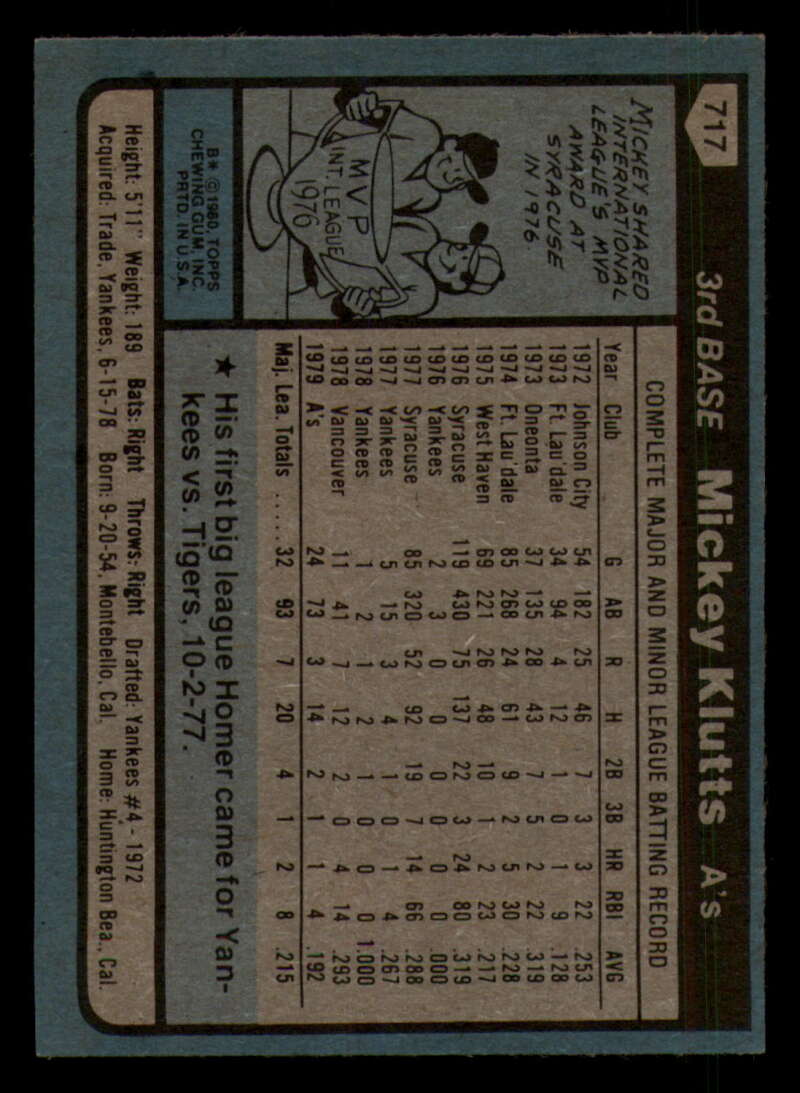 717
3rd BASE Mickey Klutts A's
MICKEY SHARED
INTERNATIONAL
LEAGUE'S MVP
AWARD AT
SYRACUSE
IN 1976.
MVP
INT. LEAGUE
1976
B* © 1980 TOPPS
CHEWING GUM, INC.
PRTD. IN U.S.A.
COMPLETE MAJOR AND MINOR LEAGUE BATTING RECORD
Year Club G AB R H 2B 3B HR RBI AVG
1972 Johnson City 54 182 25 46 7 3 3 22 .253
1973 Ft. Lau'dale 34 94 4 12 1 0 1 9 .128
1973 Oneonta 37 135 28 43 7 5 2 22 .319
1974 Ft. Lau'dale 85 268 24 61 9 2 5 30 .228
1975 West Haven 69 221 26 48 10 1 2 23 .217
1976 Syracuse 119 430 75 137 22 3 24 80 .319
1976 Yankees 2 3 0 0 0 0 0 0 .000
1977 Syracuse 85 320 52 92 19 7 14 66 .288
1977 Yankees 5 15 3 4 1 0 1 4 .267
1978 Yankees 1 2 1 2 1 0 0 0 1.000
1978 Vancouver 11 41 7 12 2 0 4 14 .293
1979 A's 24 73 3 14 2 1 1 4 .192
Maj. Lea. Totals ..... 32 93 7 20 4 1 2 8 .215
★ His first big league Homer came for Yan-
kees vs. Tigers, 10-2-77.
Height: 5'11" Weight: 189 Bats: Right Throws: Right Drafted: Yankees #4 - 1972
Acquired: Trade, Yankees, 6-15-78 Born: 9-20-54, Montebello, Cal. Home: Huntington Bea., Cal.